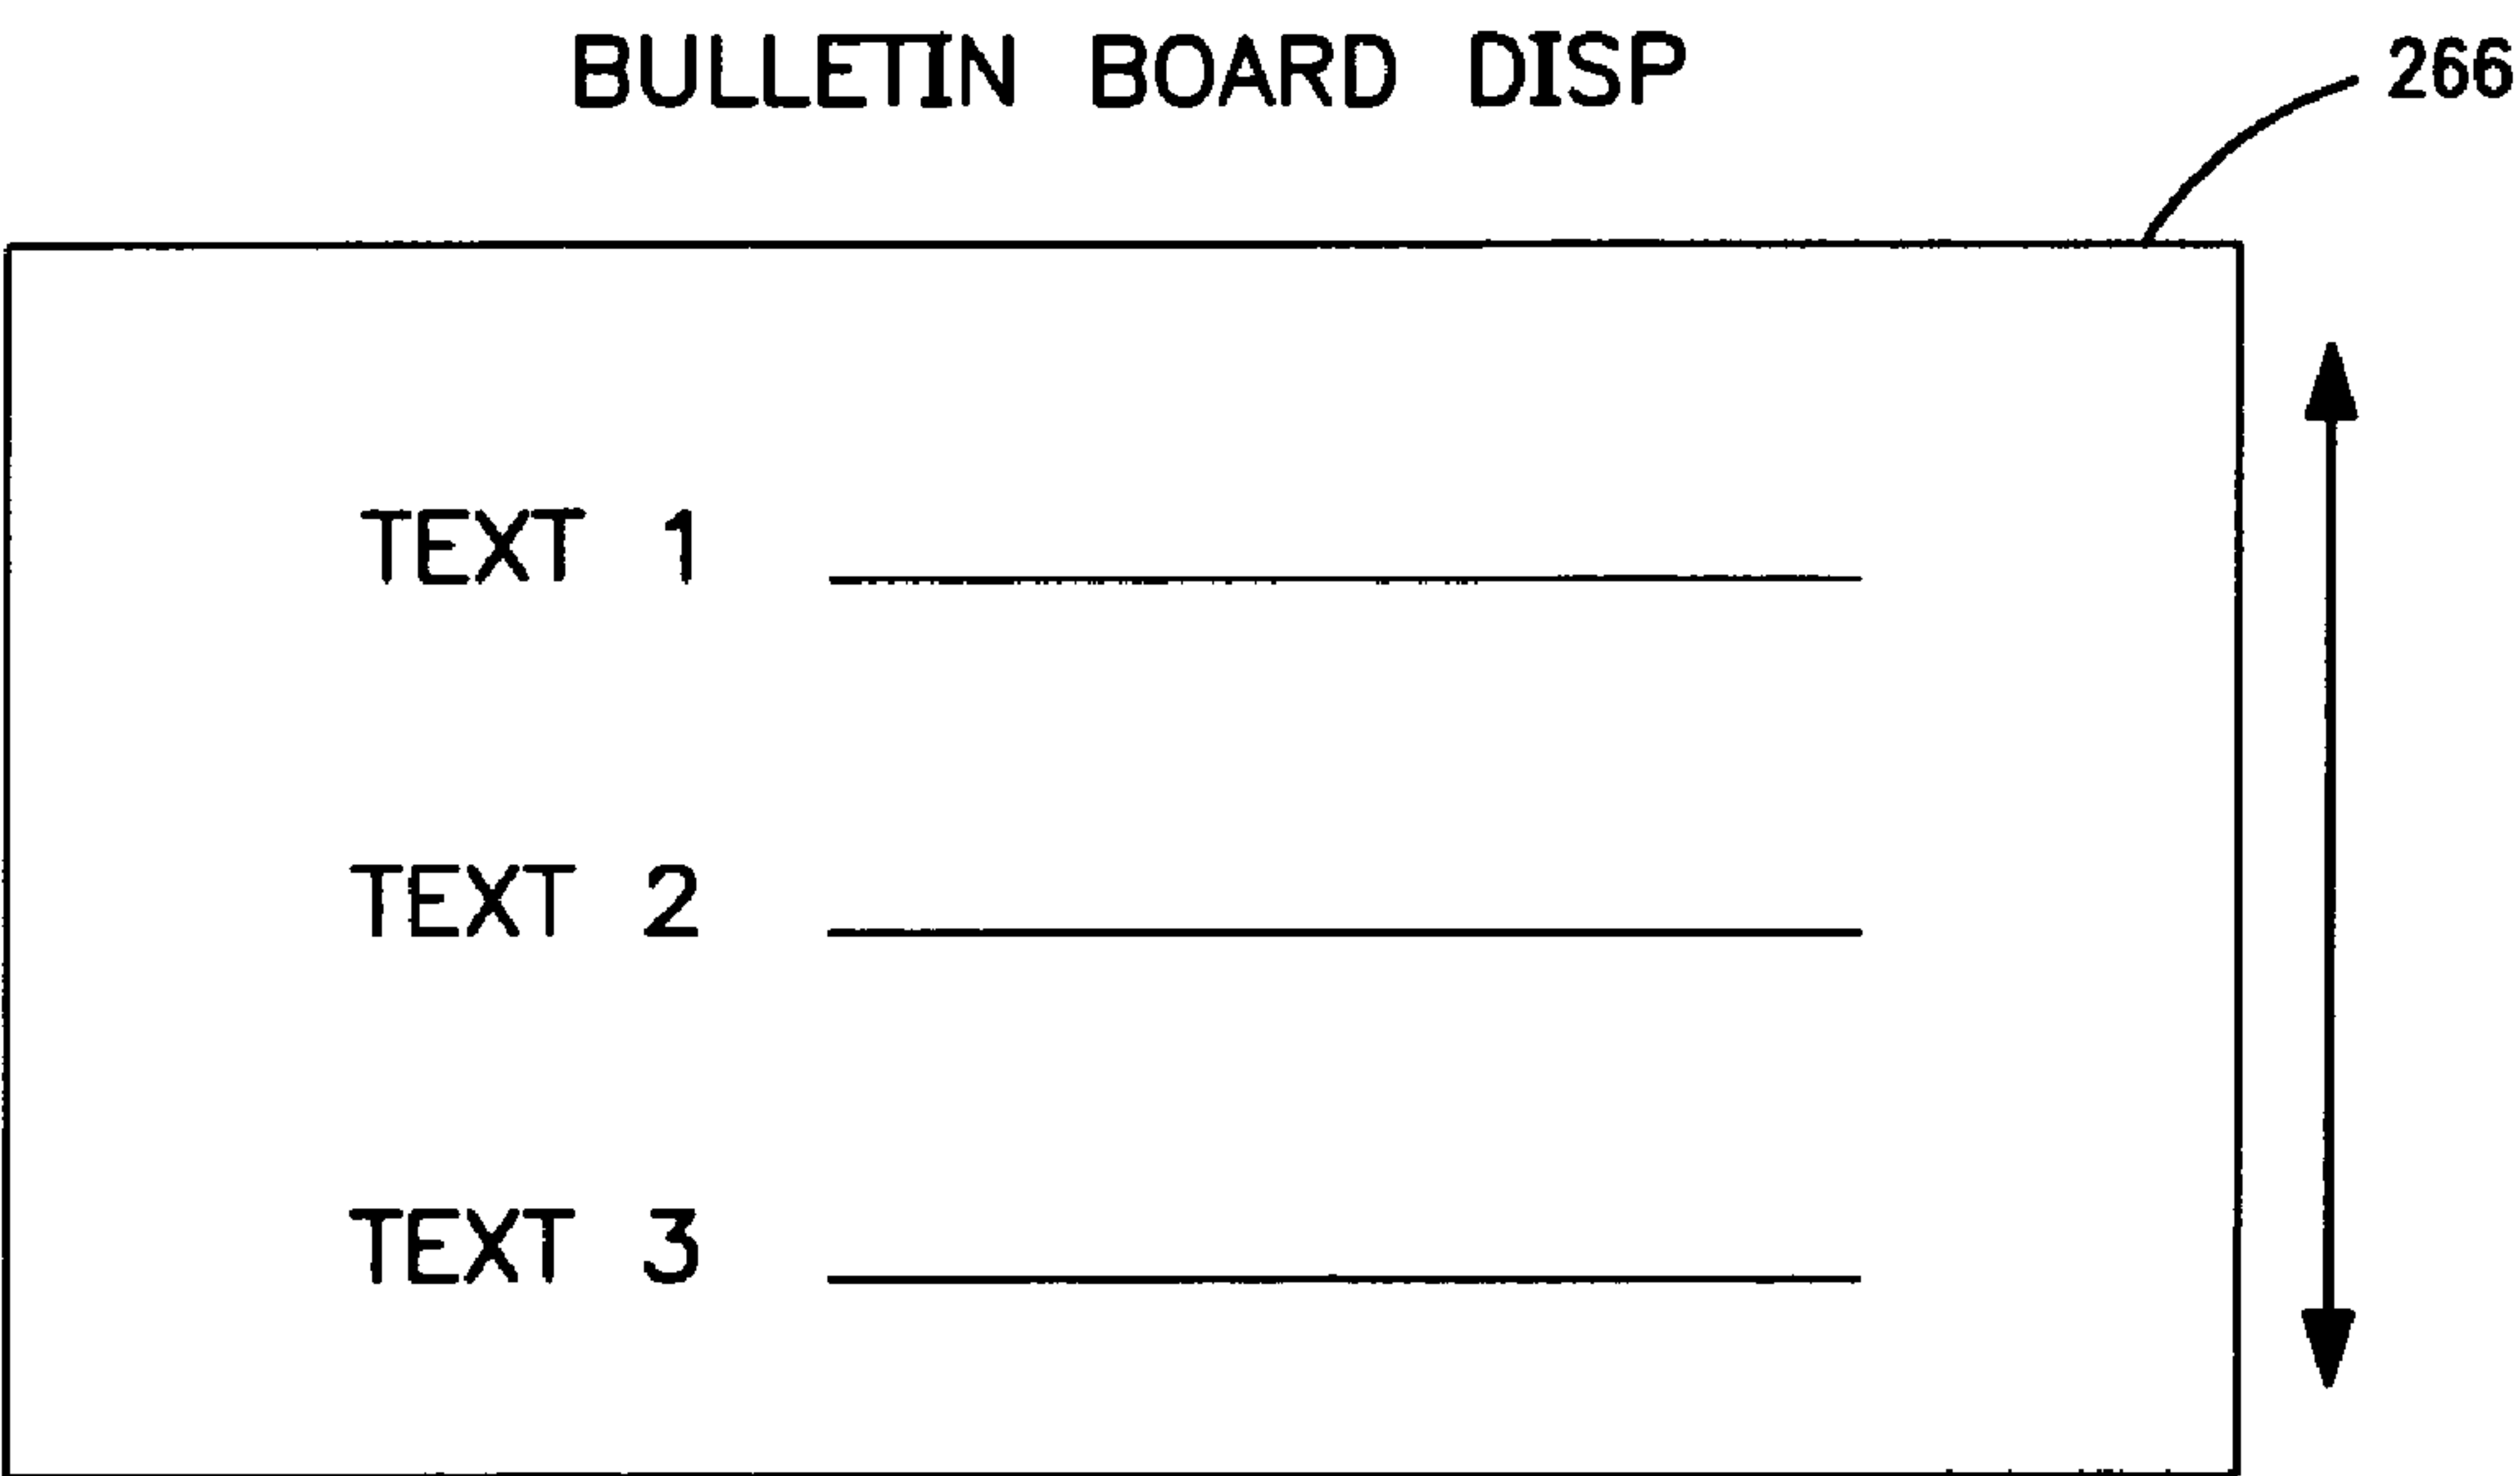 BULLETIN BOARD DISP
266
TEXT 1
TEXT 2
TEXT 3